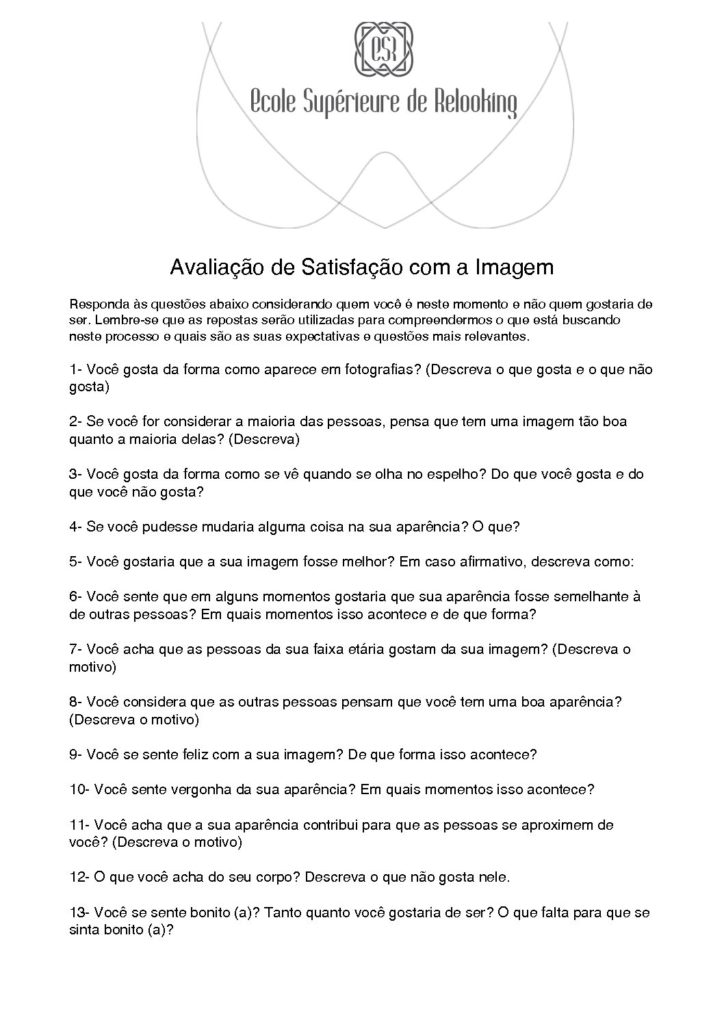 eSR
Ecole Supérieure de Relooking
Avaliação de Satisfação com a Imagem
Responda às questões abaixo considerando quem você é neste momento e não quem gostaria de
ser. Lembre-se que as repostas serão utilizadas para compreendermos o que está buscando
neste processo e quais são as suas expectativas e questões mais relevantes.
1- Você gosta da forma como aparece em fotografias? (Descreva o que gosta e o que não
gosta)
2- Se você for considerar a maioria das pessoas, pensa que tem uma imagem tão boa
quanto a maioria delas? (Descreva)
3- Você gosta da forma como se vê quando se olha no espelho? Do que você gosta e do
que você não gosta?
4- Se você pudesse mudaria alguma coisa na sua aparência? O que?
5- Você gostaria que a sua imagem fosse melhor? Em caso afirmativo, descreva como:
6- Você sente que em alguns momentos gostaria que sua aparência fosse semelhante à
de outras pessoas? Em quais momentos isso acontece e de que forma?
7- Você acha que as pessoas da sua faixa etária gostam da sua imagem? (Descreva o
motivo)
8- Você considera que as outras pessoas pensam que você tem uma boa aparência?
(Descreva o motivo)
9- Você se sente feliz com a sua imagem? De que forma isso acontece?
10- Você sente vergonha da sua aparência? Em quais momentos isso acontece?
11- Você acha que a sua aparência contribui para que as pessoas se aproximem de
você? (Descreva o motivo)
12- O que você acha do seu corpo? Descreva o que não gosta nele.
13- Você se sente bonito (a)? Tanto quanto você gostaria de ser? O que falta para que se
sinta bonito (a)?